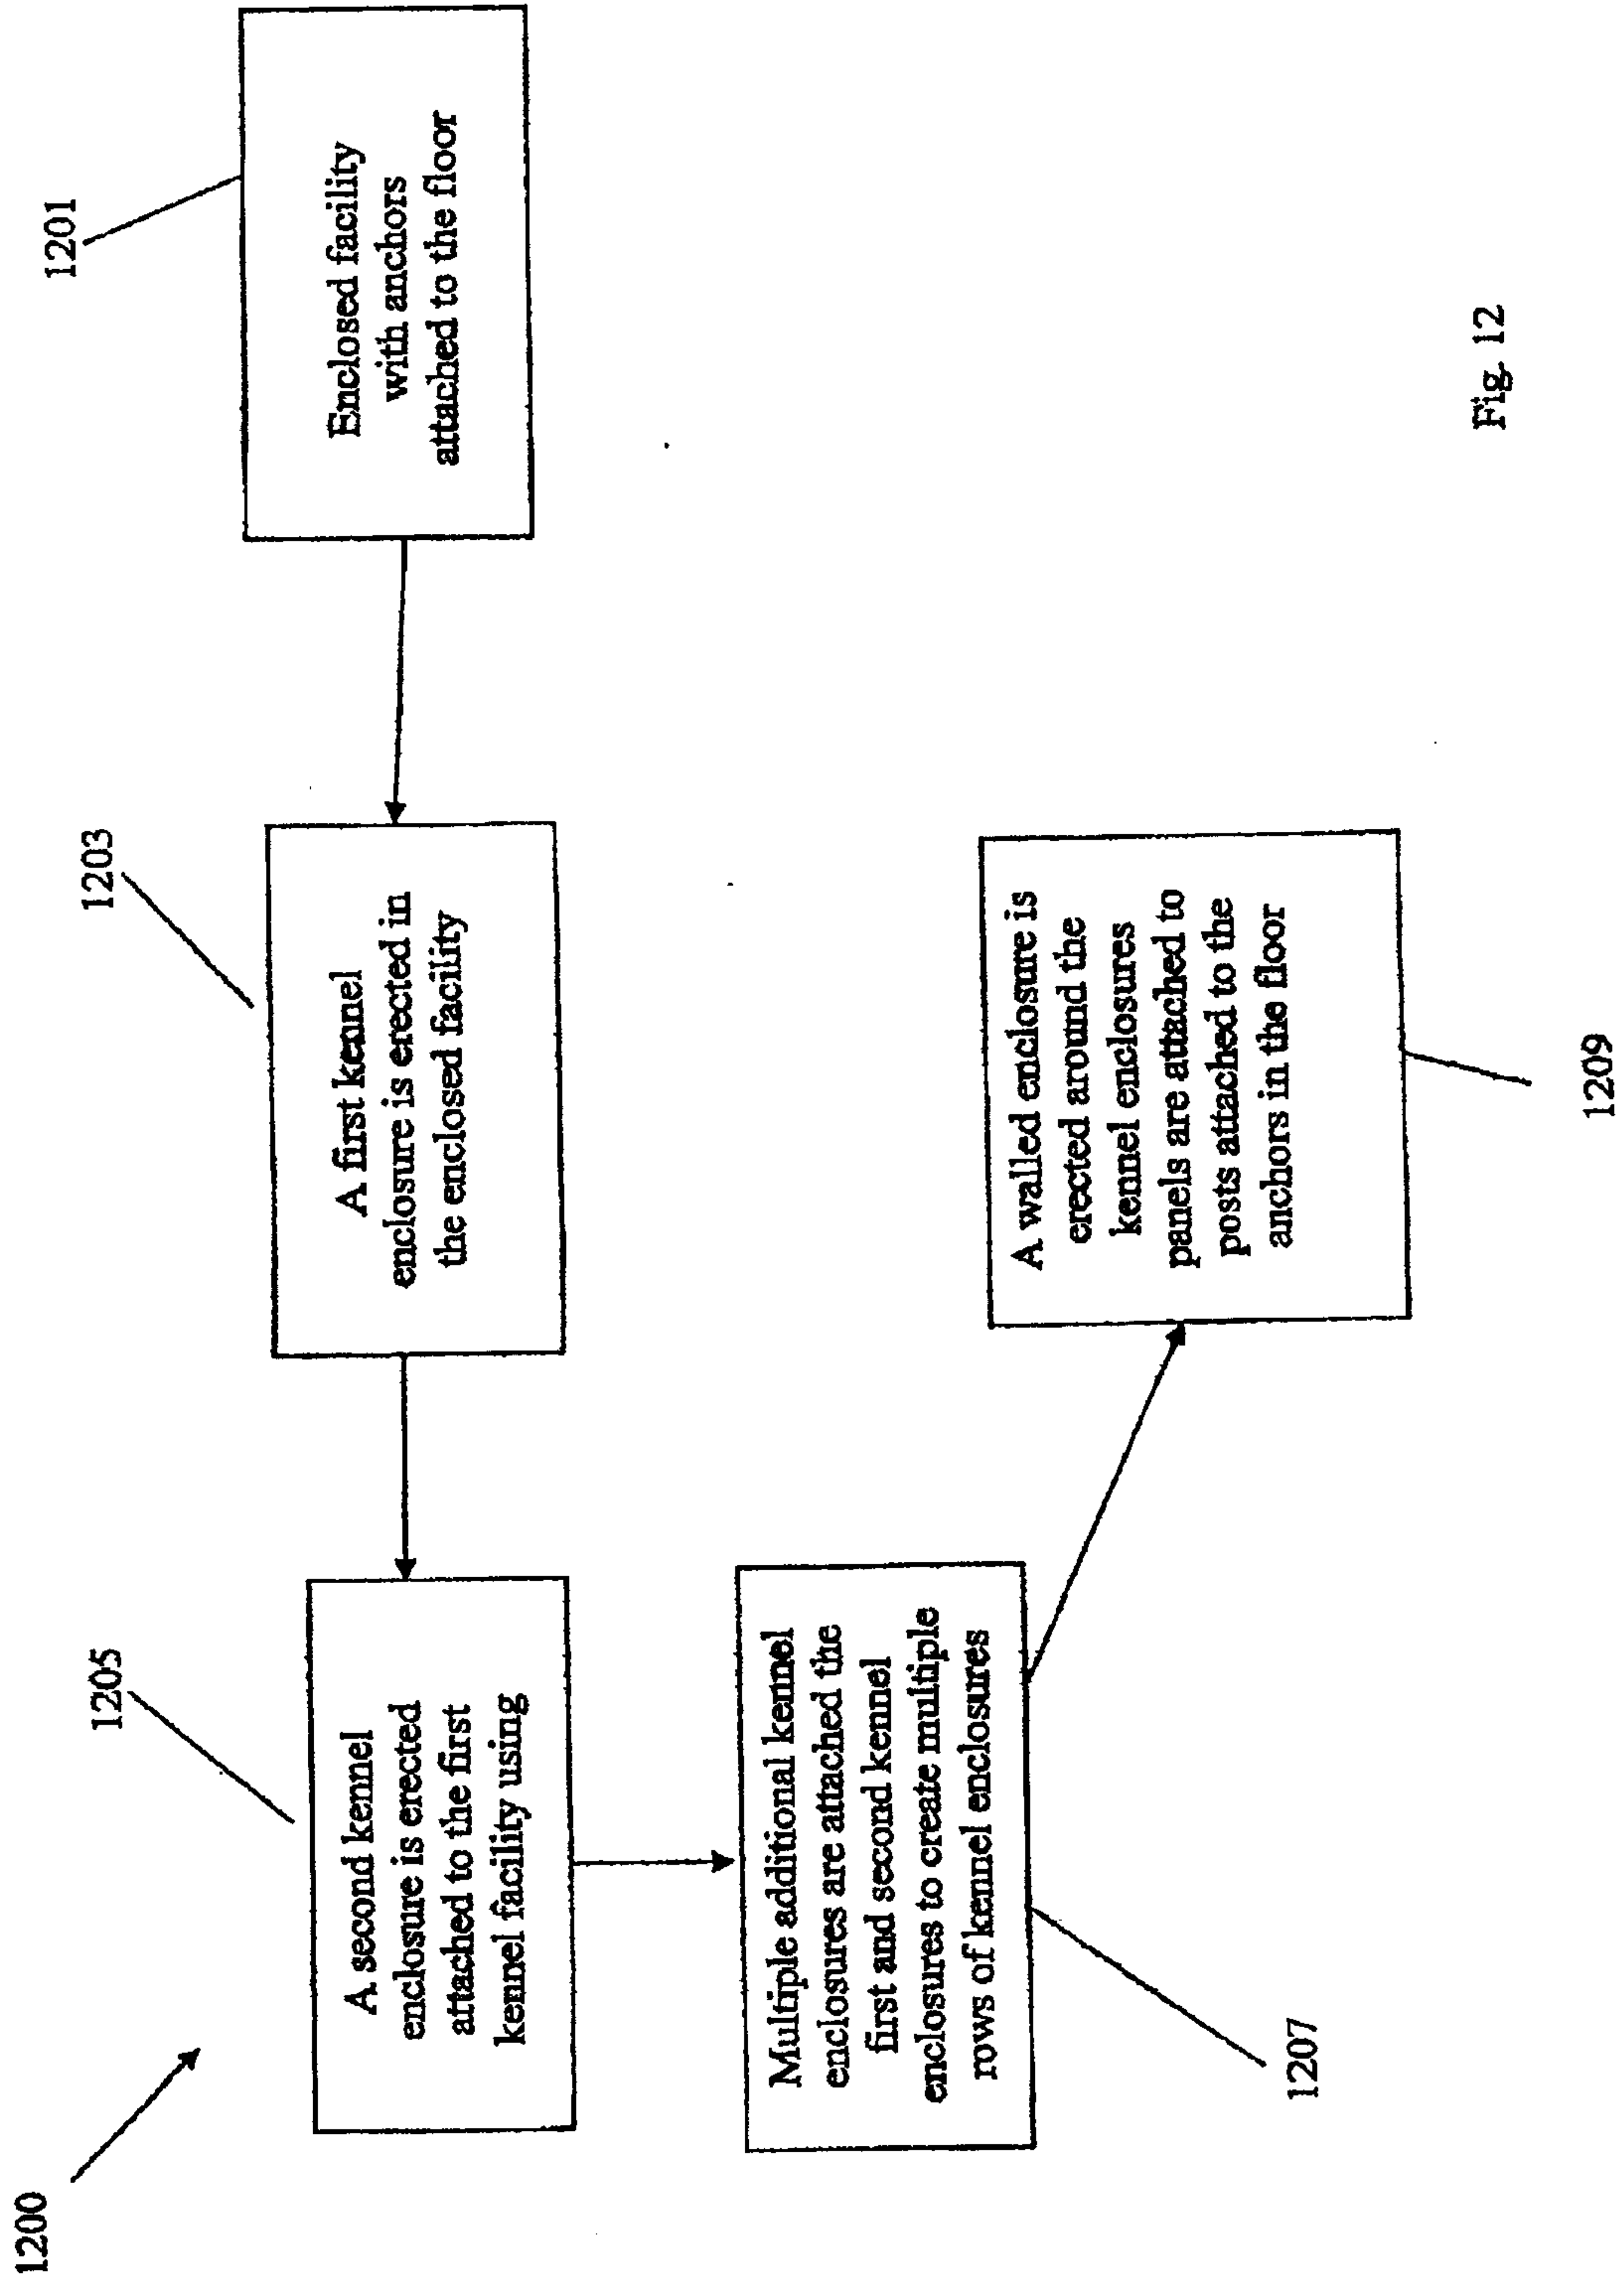 1200
1205
A second kennel
enclosure is erected
attached to the first
kennel facility using
1203
A first kennel
enclosure is erected in
the enclosed facility
1201
Enclosed facility
with anchors
attached to the floor
Multiple additional kennel
enclosures are attached the
first and second kennel
enclosures to create multiple
rows of kennel enclosures
1207
A walled enclosure is
erected around the
kennel enclosures
panels are attached to
posts attached to the
anchors in the floor
1209
Fig. 12